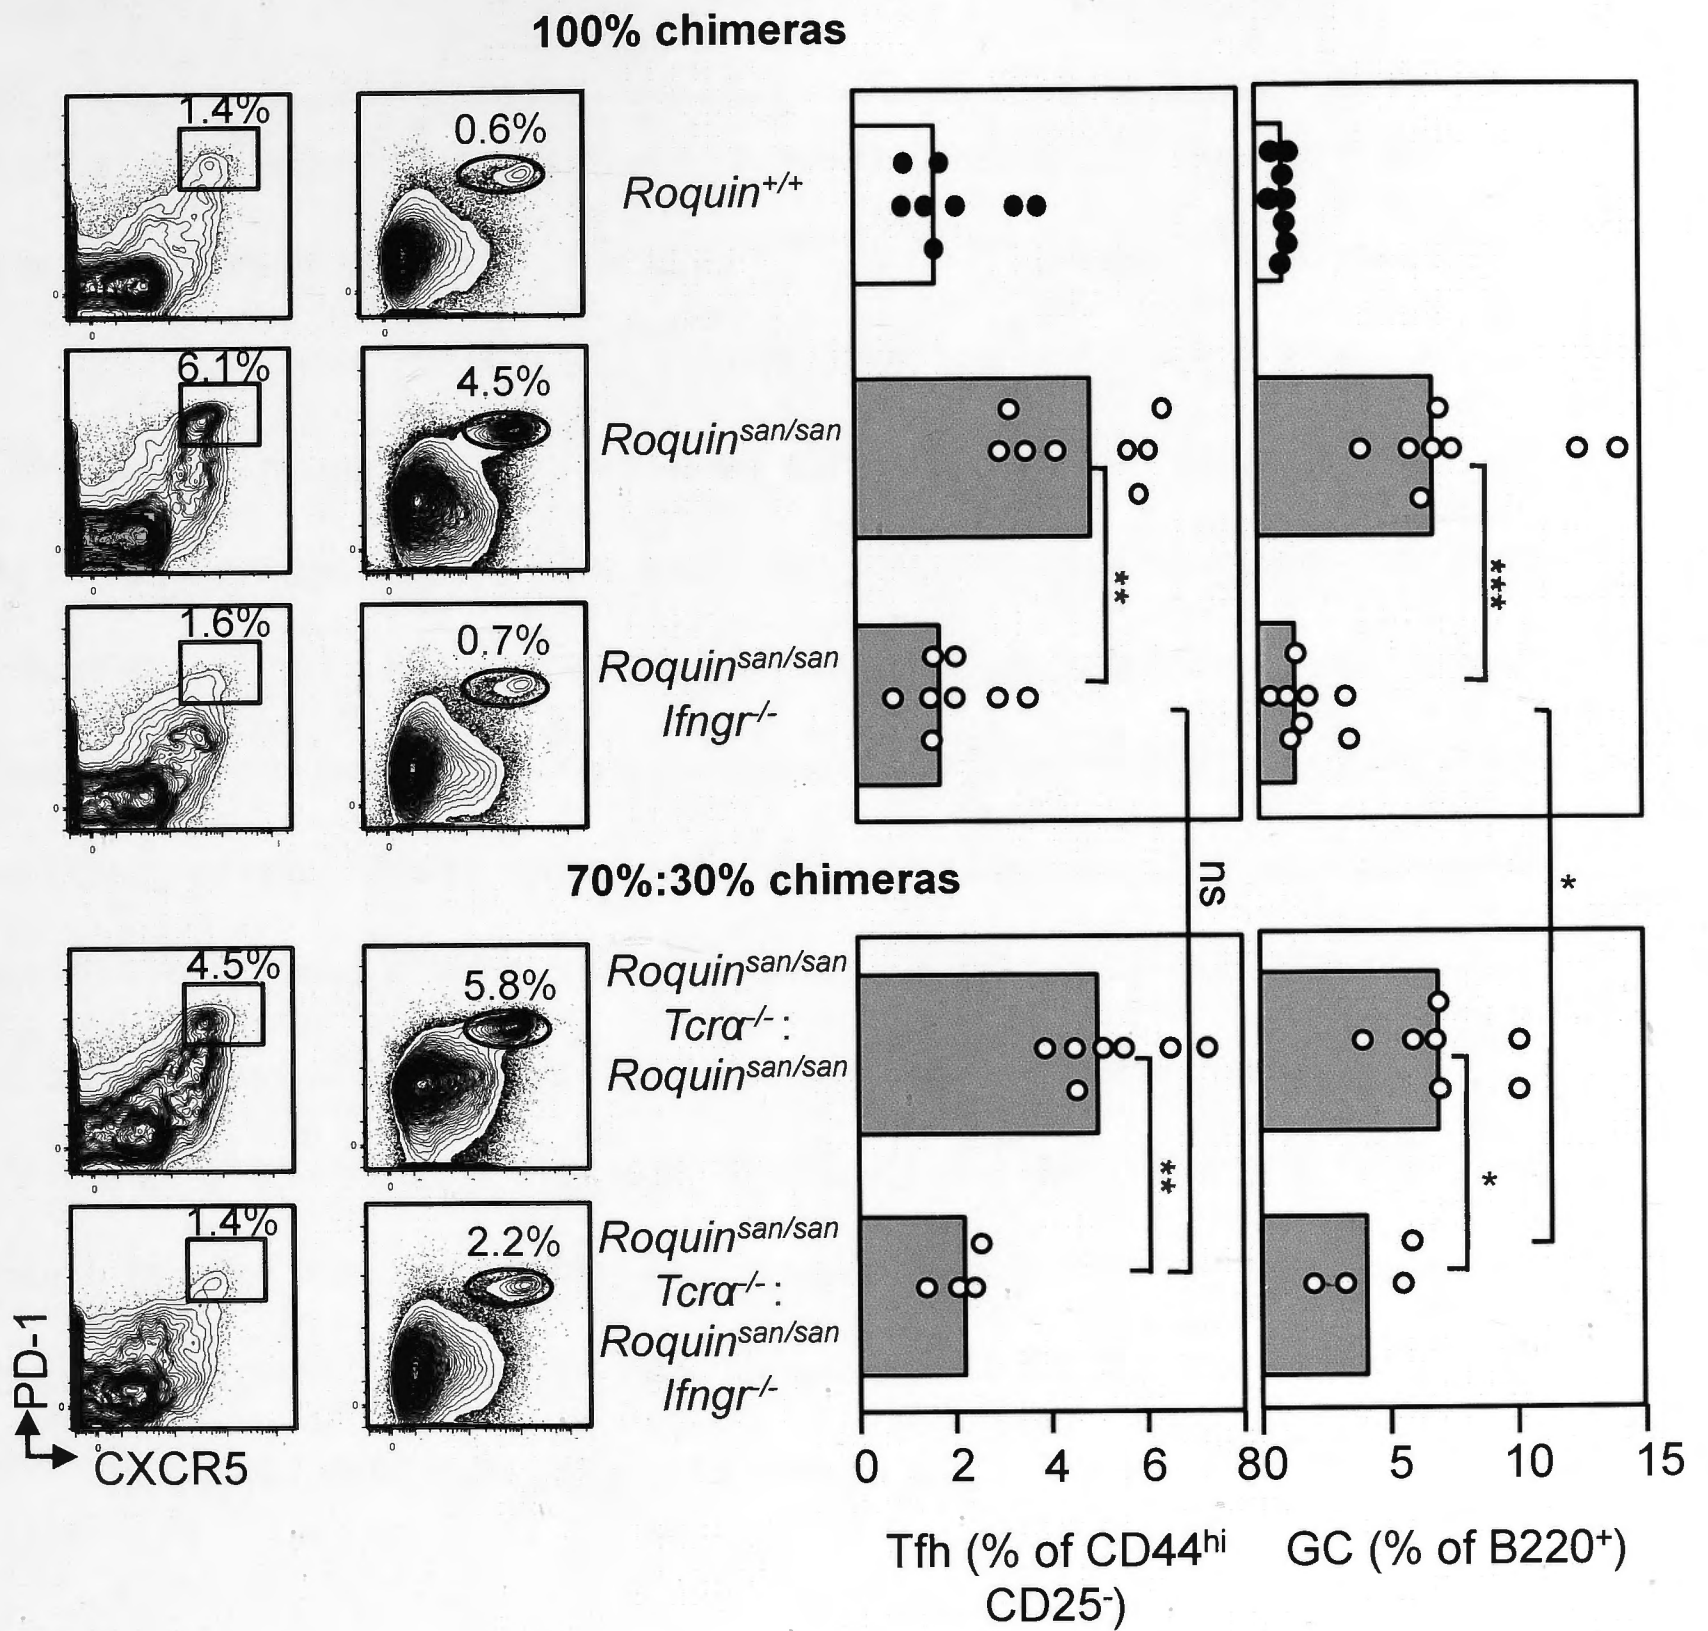 100% chimeras
1.4%
0.6%
Roquin+/+
6.1%
4.5%
Roquinsan/san
**
***
1.6%
0.7%
Roquinsan/san
Ifngr-/-
70%:30% chimeras
ns
*
4.5%
5.8%
Roquinsan/san
Tcrα-/- :
Roquinsan/san
**
*
1.4%
2.2%
Roquinsan/san
Tcrα-/- :
Roquinsan/san
Ifngr-/-
PD-1
CXCR5
0 2 4 6 8 0 5 10 15
Tfh (% of CD44hi
CD25-)
GC (% of B220+)